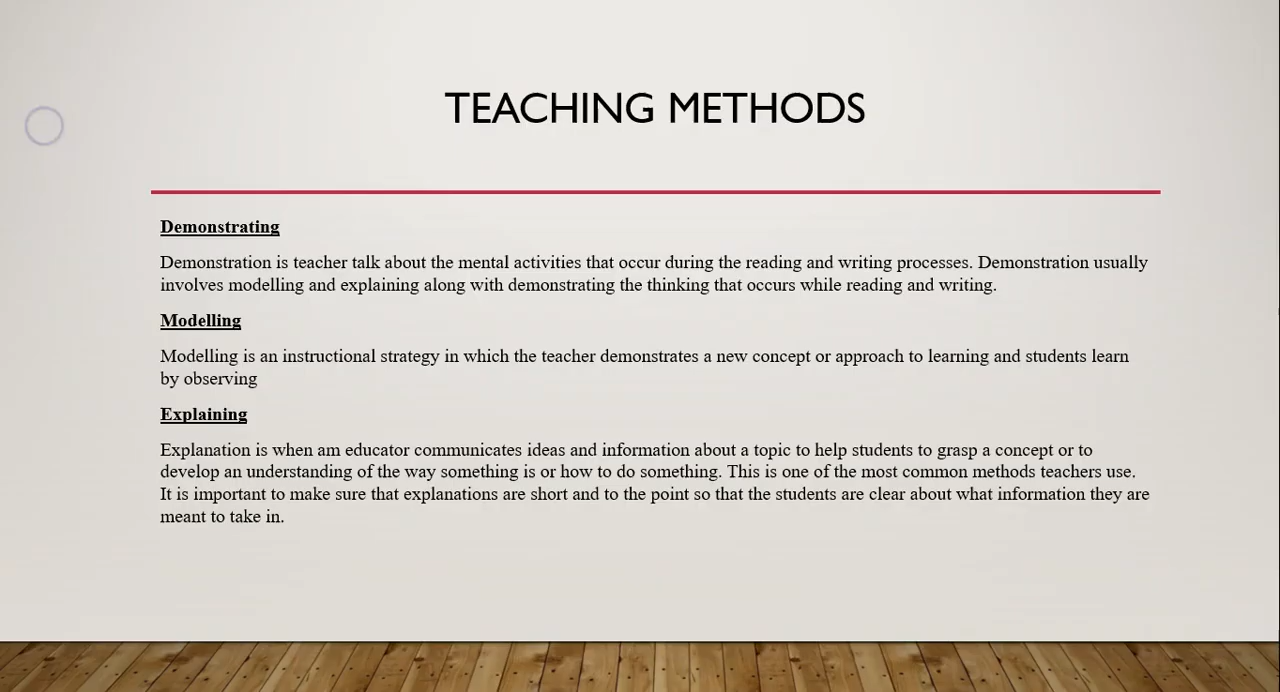 TEACHING METHODS
Demonstrating
Demonstration is teacher talk about the mental activities that occur during the reading and writing processes. Demonstration usually
involves modelling and explaining along with demonstrating the thinking that occurs while reading and writing.
Modelling
Modelling is an instructional strategy in which the teacher demonstrates a new concept or approach to learning and students learn
by observing
Explaining
Explanation is when am educator communicates ideas and information about a topic to help students to grasp a concept or to
develop an understanding of the way something is or how to do something. This is one of the most common methods teachers use.
It is important to make sure that explanations are short and to the point so that the students are clear about what information they are
meant to take in.